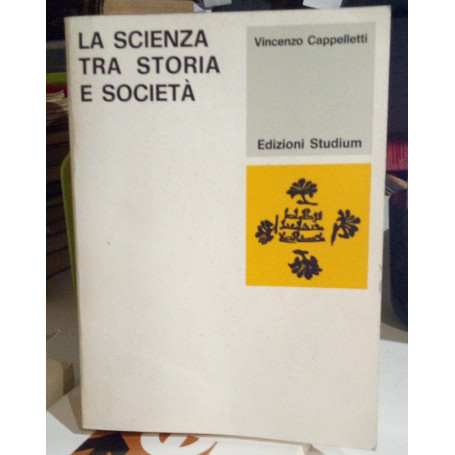 LA SCIENZA
TRA STORIA
E SOCIETÀ
Vincenzo Cappelletti
Edizioni Studium